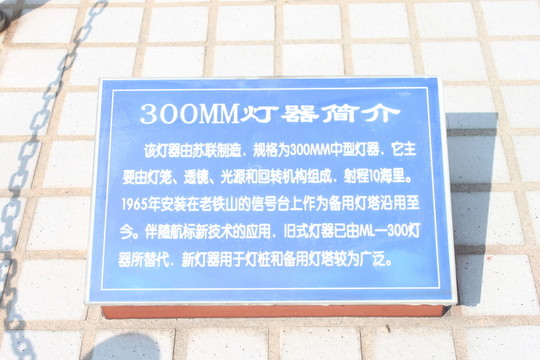 300MM灯器简介
该灯器由苏联制造，规格为300MM中型灯器，它主
要由灯笼、透镜、光源和回转机构组成，射程10海里。
1965年安装在老铁山的信号台上作为备用灯塔沿用至
今。伴随航标新技术的应用，旧式灯器已由ML—300灯
器所替代，新灯器用于灯桩和备用灯塔较为广泛。